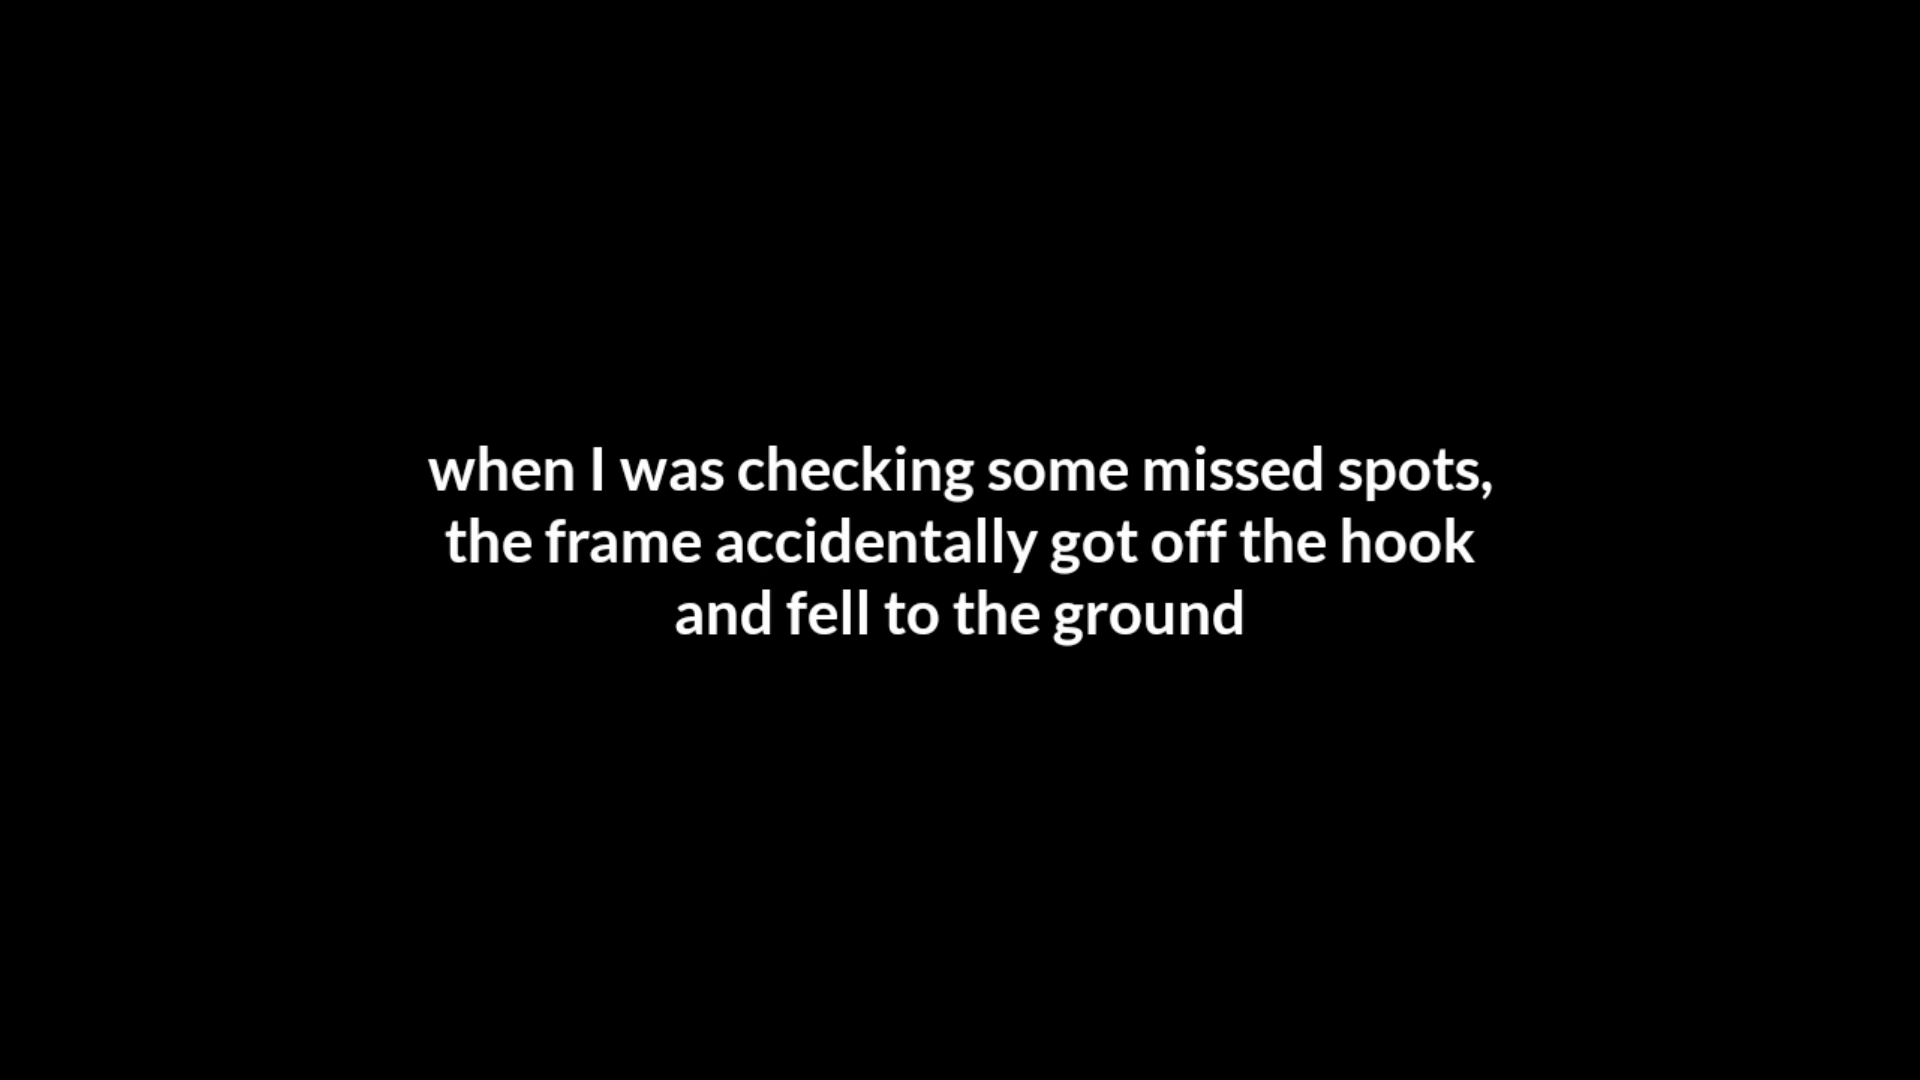 when I was checking some missed spots,
the frame accidentally got off the hook
and fell to the ground